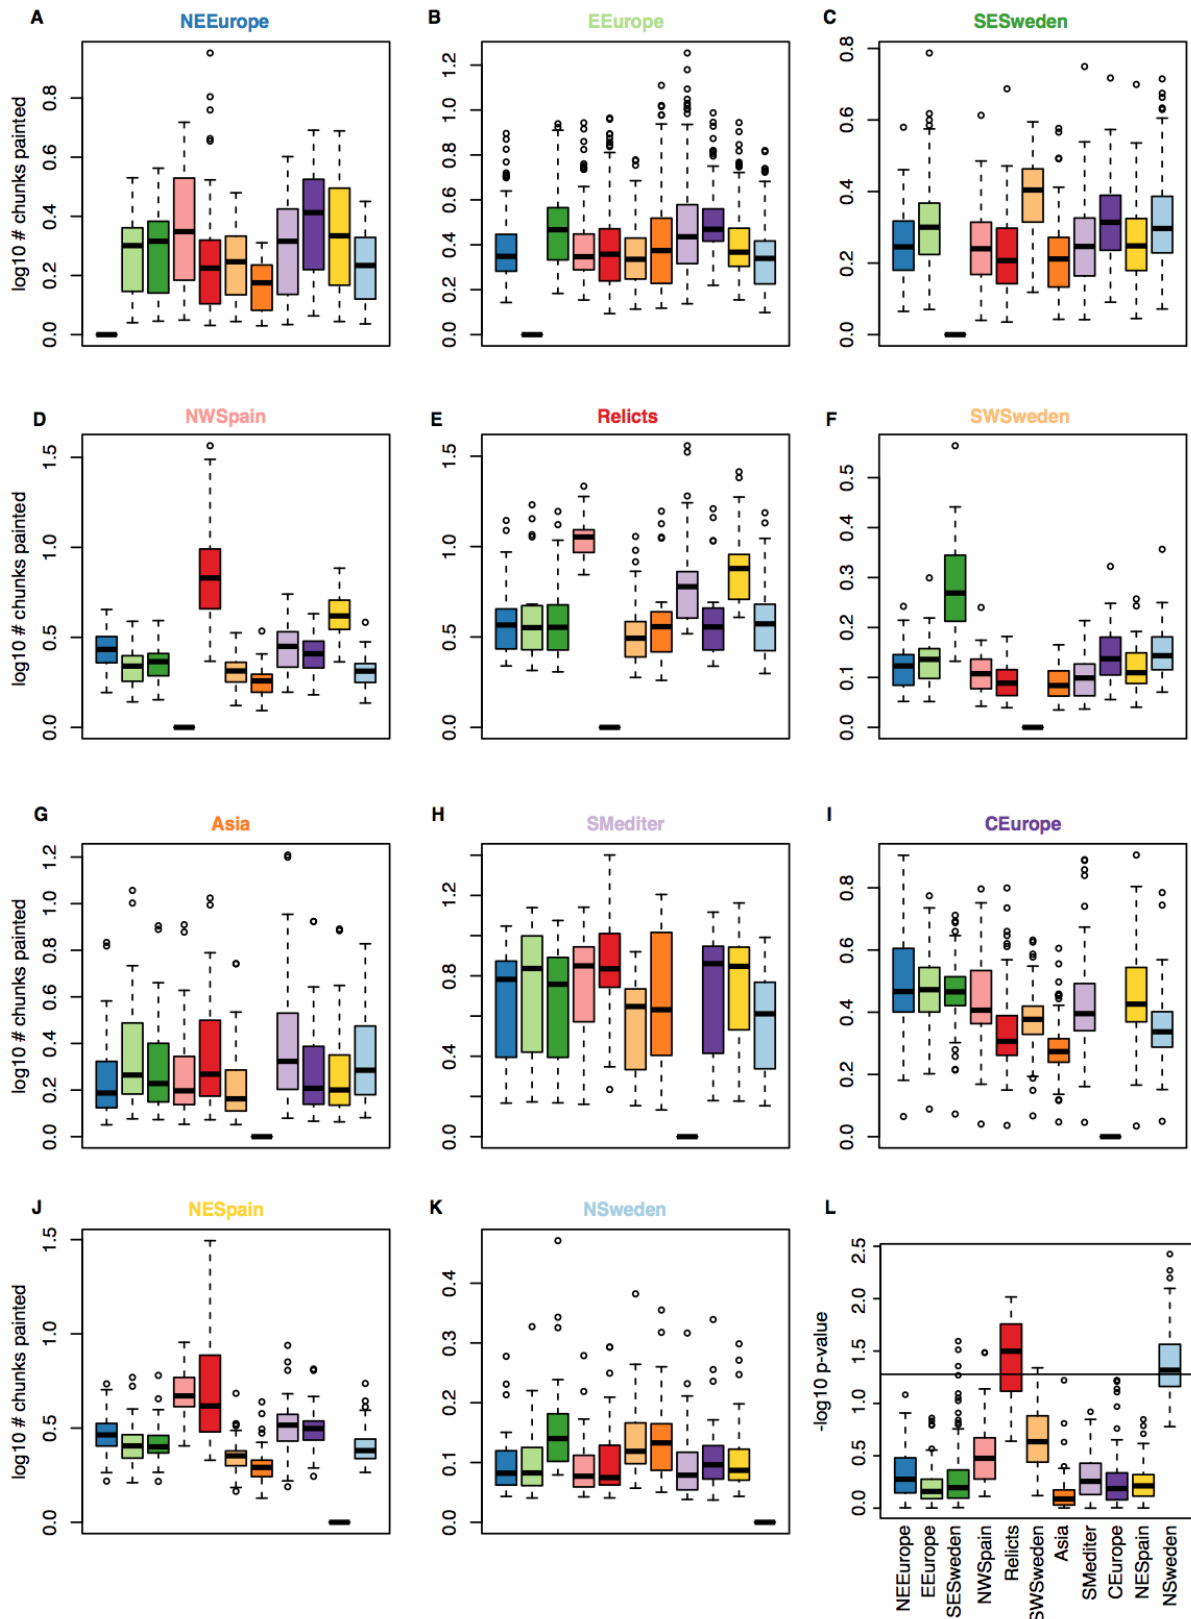 A NEEurope
B EEurope
C SESweden
log10 # chunks painted
0.0 0.2 0.4 0.6 0.8
0.0 0.2 0.4 0.6 0.8 1.0 1.2
0.0 0.2 0.4 0.6 0.8
D NWSpain
E Relicts
F SWSweden
log10 # chunks painted
0.0 0.5 1.0 1.5
0.0 0.5 1.0 1.5
0.0 0.1 0.2 0.3 0.4 0.5
G Asia
H SMediter
I CEurope
log10 # chunks painted
0.0 0.2 0.4 0.6 0.8 1.0 1.2
0.0 0.4 0.8 1.2
0.0 0.2 0.4 0.6 0.8
J NESpain
K NSweden
L
log10 # chunks painted
0.0 0.5 1.0 1.5
0.0 0.1 0.2 0.3 0.4
-log10 p-value
0.0 0.5 1.0 1.5 2.0 2.5
NEEurope
EEurope
SESweden
NWSpain
Relicts
SWSweden
Asia
SMediter
CEurope
NESpain
NSweden